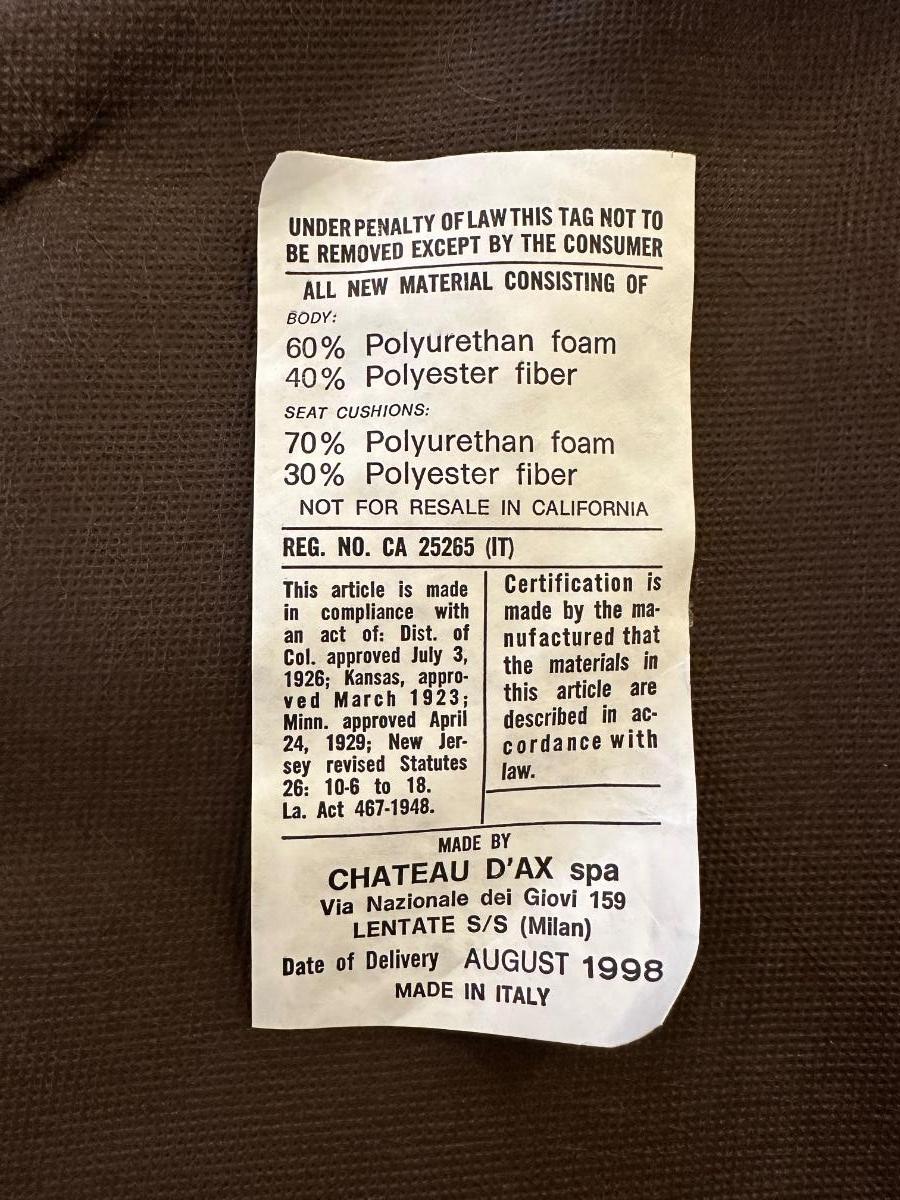 UNDER PENALTY OF LAW THIS TAG NOT TO
BE REMOVED EXCEPT BY THE CONSUMER
ALL NEW MATERIAL CONSISTING OF
BODY:
60% Polyurethan foam
40% Polyester fiber
SEAT CUSHIONS:
70% Polyurethan foam
30% Polyester fiber
NOT FOR RESALE IN CALIFORNIA
REG. NO. CA 25265 (IT)
This article is made
in compliance with
an act of: Dist. of
Col. approved July 3,
1926; Kansas, appro-
ved March 1923;
Minn. approved April
24, 1929; New Jer-
sey revised Statutes
26: 10-6 to 18.
La. Act 467-1948.
Certification is
made by the ma-
nufactured that
the materials in
this article are
described in ac-
cordance with
law.
MADE BY
CHATEAU D'AX spa
Via Nazionale dei Giovi 159
LENTATE S/S (Milan)
Date of Delivery AUGUST 1998
MADE IN ITALY